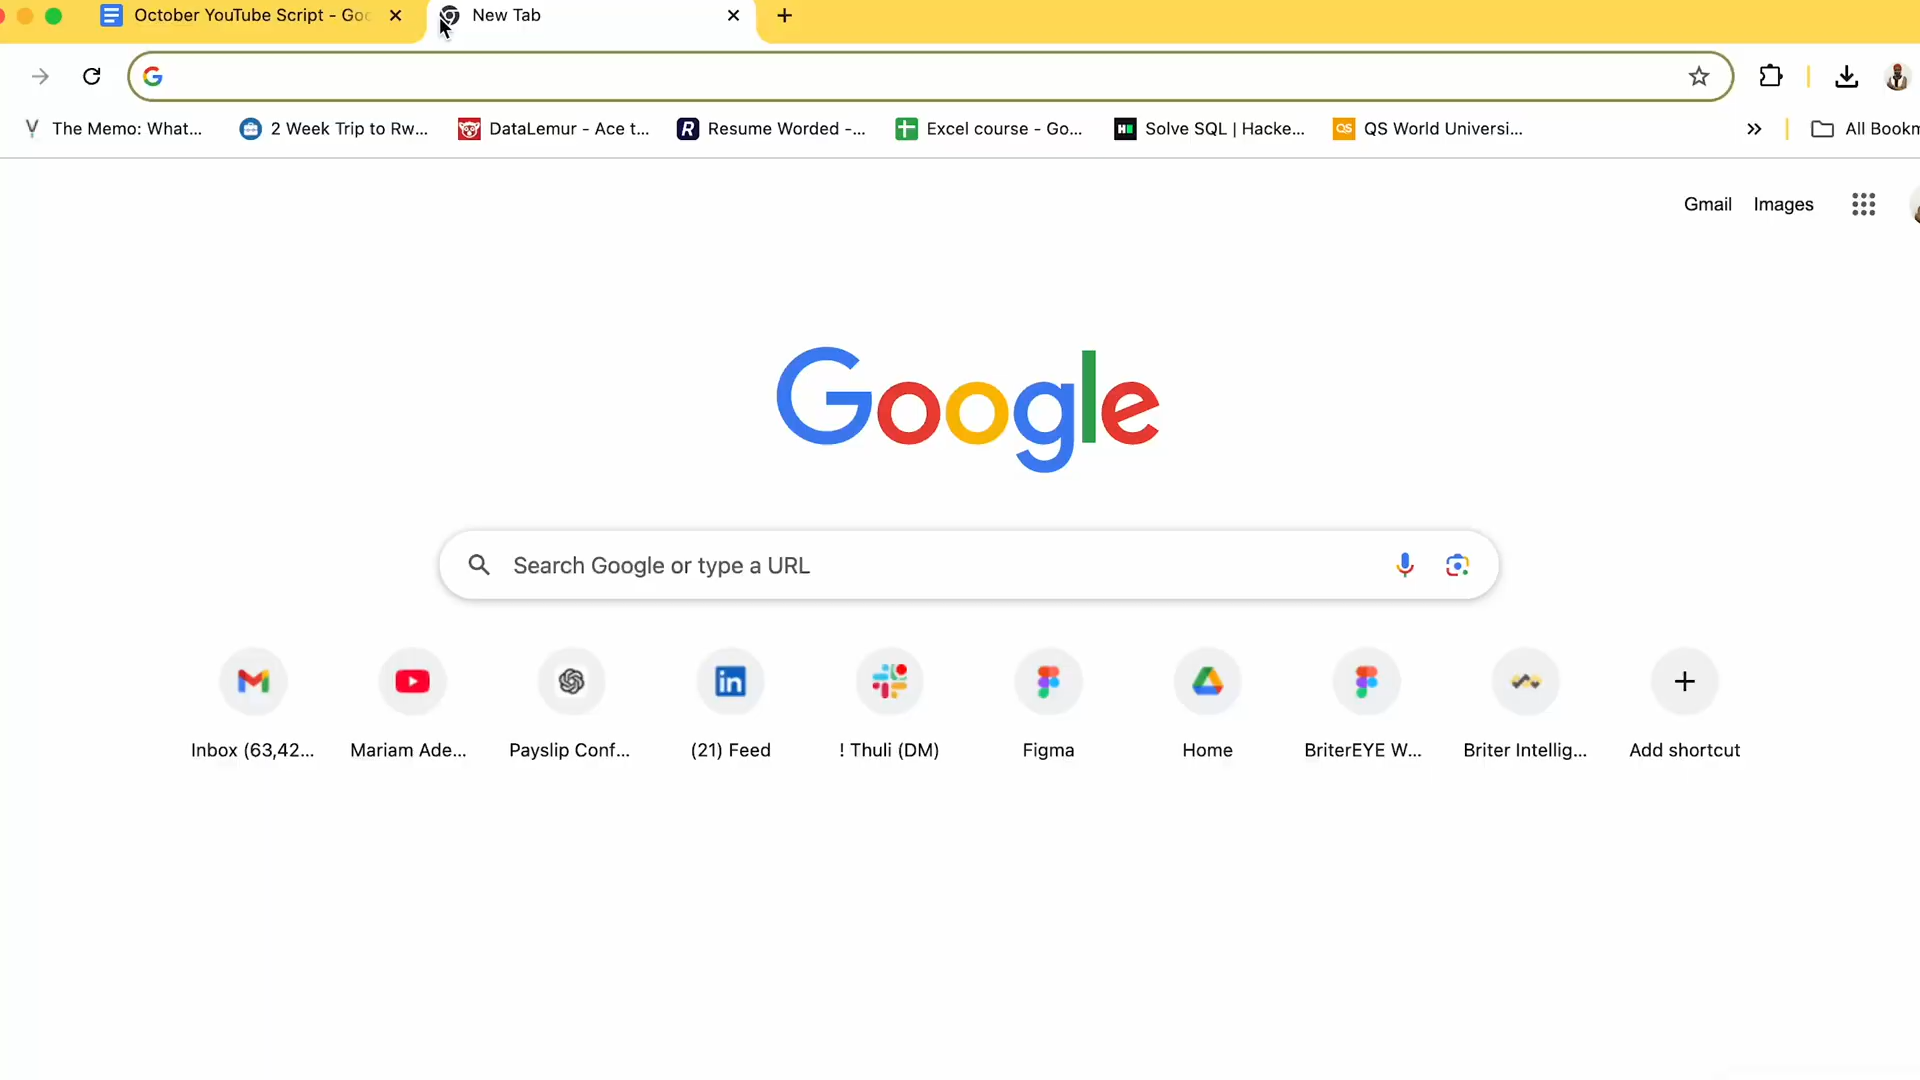 October YouTube Script - Goo
New Tab
The Memo: What...
2 Week Trip to Rw...
DataLemur - Ace t...
Resume Worded -...
Excel course - Go...
Solve SQL | Hacke...
QS World Universi...
All Bookm
Gmail
Images
Google
Search Google or type a URL
Inbox (63,42...
Mariam Ade...
Payslip Conf...
(21) Feed
! Thuli (DM)
Figma
Home
BriterEYE W...
Briter Intellig...
Add shortcut